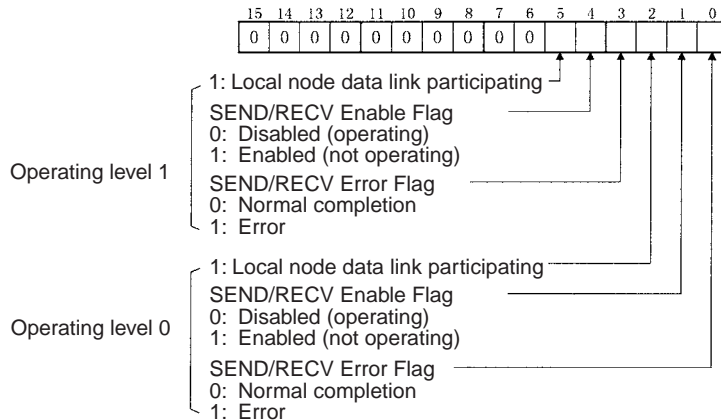 15 14 13 12 11 10 9 8 7 6 5 4 3 2 1 0
0 0 0 0 0 0 0 0 0 0
Operating level 1
1: Local node data link participating
SEND/RECV Enable Flag
0: Disabled (operating)
1: Enabled (not operating)
SEND/RECV Error Flag
0: Normal completion
1: Error
Operating level 0
1: Local node data link participating
SEND/RECV Enable Flag
0: Disabled (operating)
1: Enabled (not operating)
SEND/RECV Error Flag
0: Normal completion
1: Error